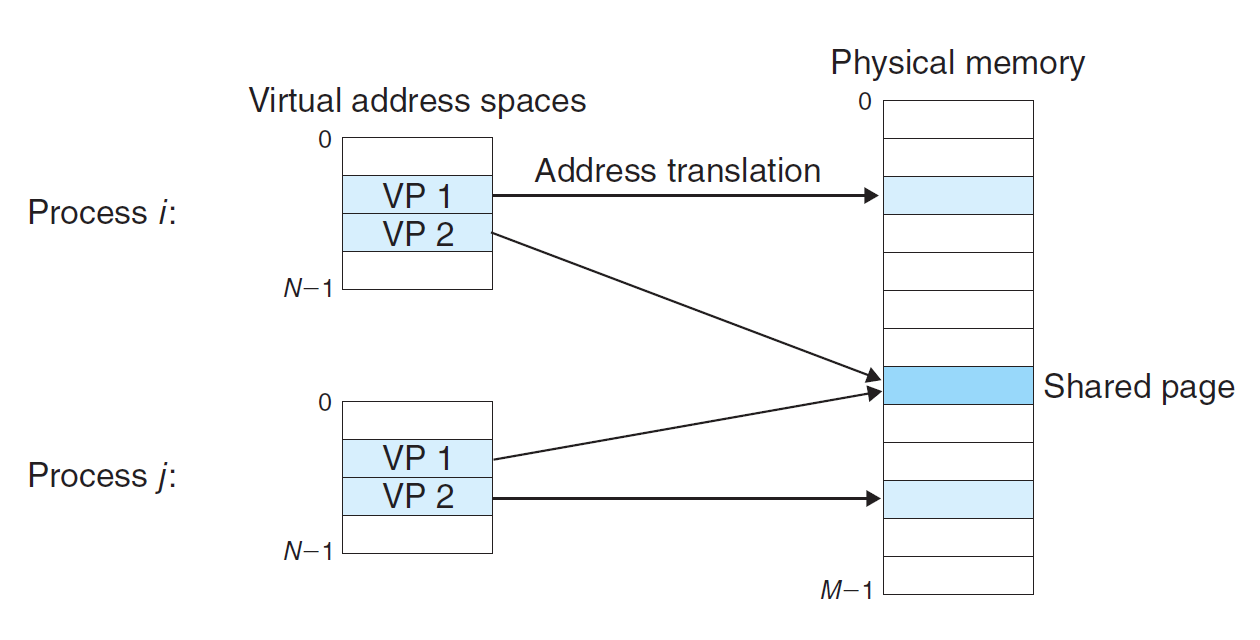 Physical memory
Virtual address spaces
0
0
Address translation
Process i:
VP 1
VP 2
N−1
Shared page
0
Process j:
VP 1
VP 2
N−1
M−1